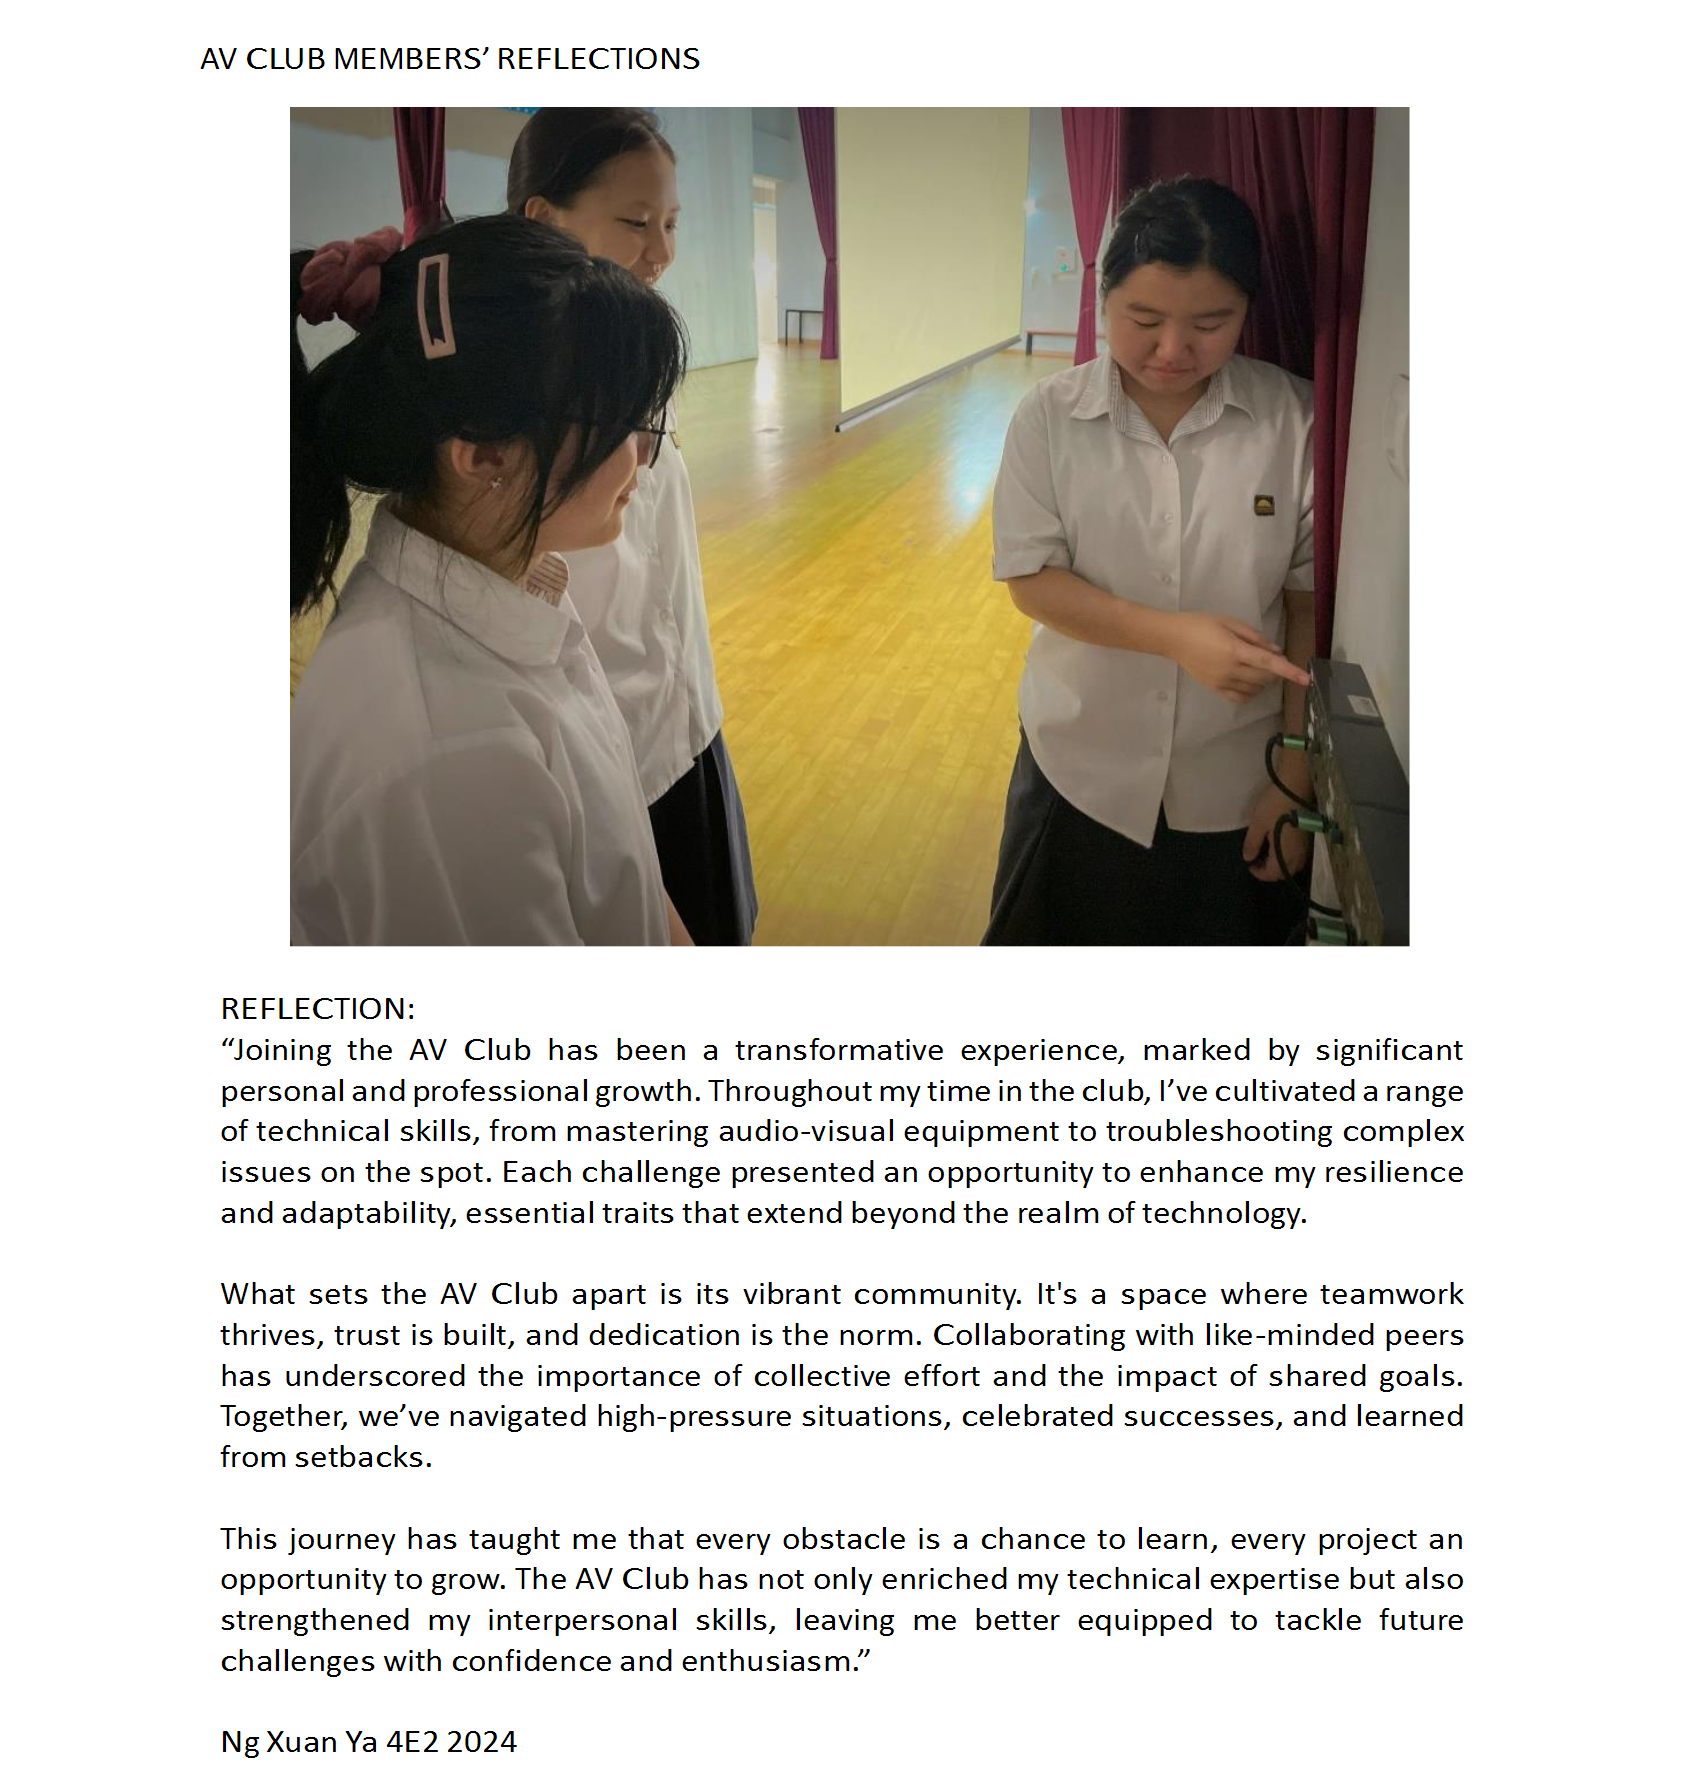 AV CLUB MEMBERS’ REFLECTIONS
REFLECTION:
“Joining the AV Club has been a transformative experience, marked by significant
personal and professional growth. Throughout my time in the club, I’ve cultivated a range
of technical skills, from mastering audio-visual equipment to troubleshooting complex
issues on the spot. Each challenge presented an opportunity to enhance my resilience
and adaptability, essential traits that extend beyond the realm of technology.
What sets the AV Club apart is its vibrant community. It's a space where teamwork
thrives, trust is built, and dedication is the norm. Collaborating with like-minded peers
has underscored the importance of collective effort and the impact of shared goals.
Together, we’ve navigated high-pressure situations, celebrated successes, and learned
from setbacks.
This journey has taught me that every obstacle is a chance to learn, every project an
opportunity to grow. The AV Club has not only enriched my technical expertise but also
strengthened my interpersonal skills, leaving me better equipped to tackle future
challenges with confidence and enthusiasm.”
Ng Xuan Ya 4E2 2024